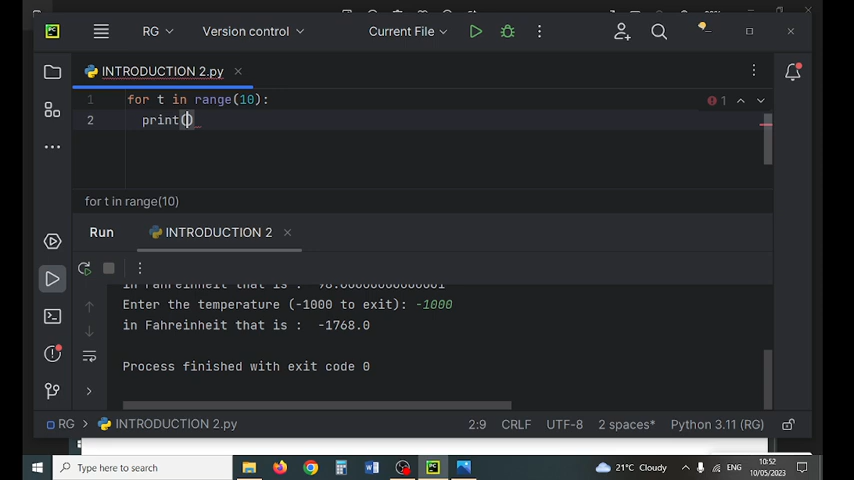 RG
Version control
Current File
INTRODUCTION 2.py
1 for t in range(10):
1
2 print()
for t in range(10)
Run
INTRODUCTION 2
Enter the temperature (-1000 to exit): -1000
in Fahreinheit that is : -1768.0
Process finished with exit code 0
RG
INTRODUCTION 2.py
2:9
CRLF
UTF-8
2 spaces*
Python 3.11 (RG)
Type here to search
21°C Cloudy
ENG
10:52
10/05/2023